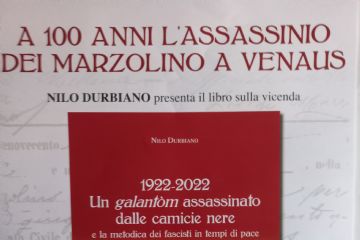 A 100 ANNI L'ASSASSINIO
DEI MARZOLINO A VENAUS
NILO DURBIANO presenta il libro sulla vicenda
NILO DURBIANO
1922-2022
Un galantòm assassinato
dalle camicie nere
e la metodica dei fascisti in tempi di pace